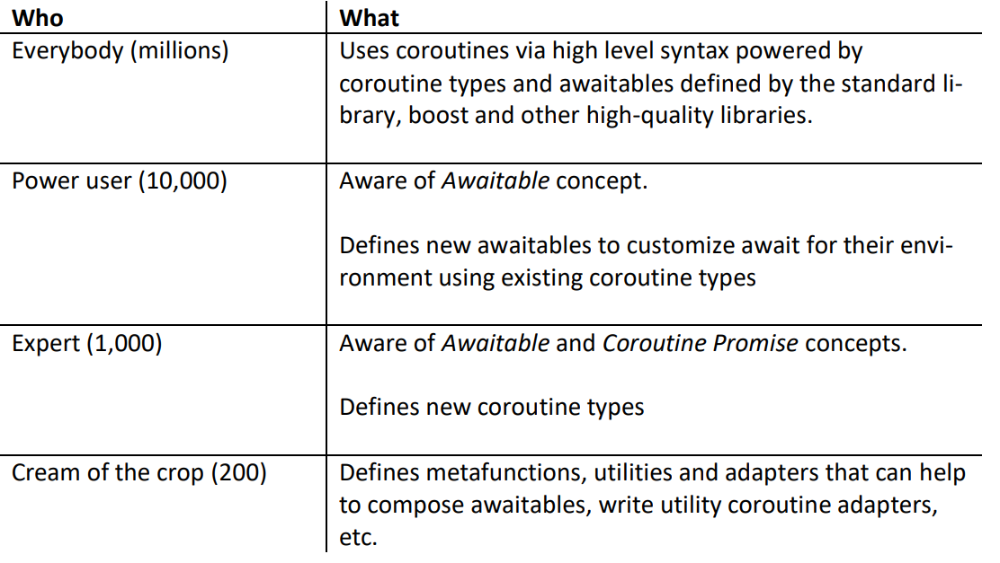 Who
What
Everybody (millions)
Uses coroutines via high level syntax powered by
coroutine types and awaitables defined by the standard li-
brary, boost and other high-quality libraries.
Power user (10,000)
Aware of Awaitable concept.
Defines new awaitables to customize await for their envi-
ronment using existing coroutine types
Expert (1,000)
Aware of Awaitable and Coroutine Promise concepts.
Defines new coroutine types
Cream of the crop (200)
Defines metafunctions, utilities and adapters that can help
to compose awaitables, write utility coroutine adapters,
etc.